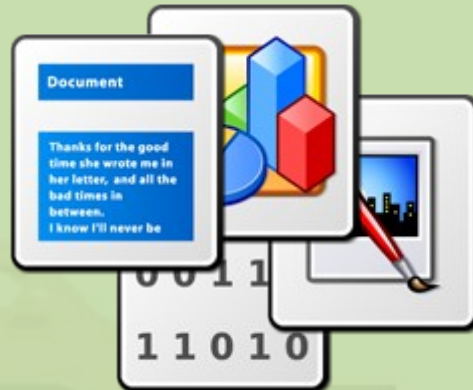 Document
Thanks for the good
time she wrote me in
her letter, and all the
bad times in
between.
I know I'll never be
0 0 1 1
1 1 0 1 0